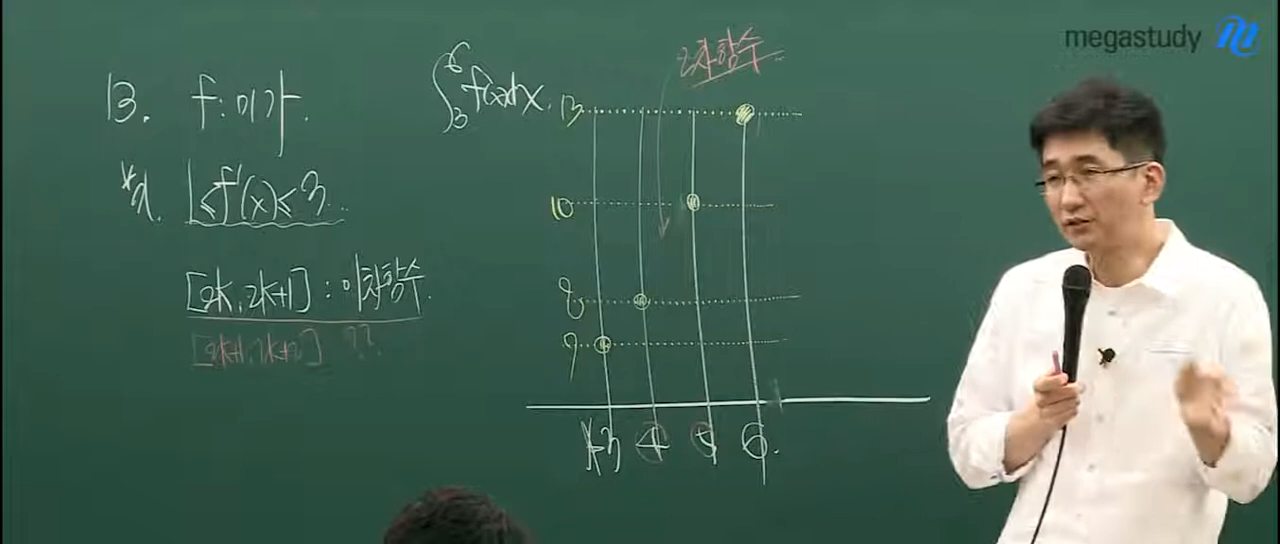 megastudy
13. f : 미가.
∀x. 1≤f'(x)≤3.
[2k, 2k+1] : 이차함수.
[2k+1, 2k+2] ??
∫₃⁶ f(x)dx.
2차함수
13
10
8
7
3 4 5 6.